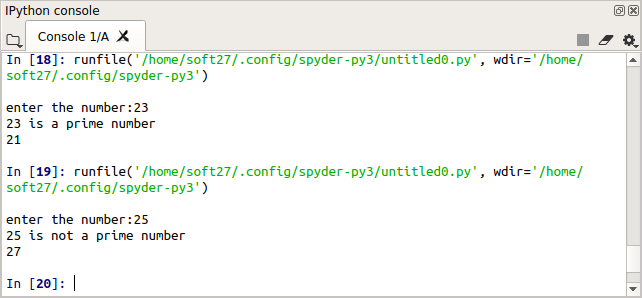 IPython console
Console 1/A
In [18]: runfile('/home/soft27/.config/spyder-py3/untitled0.py', wdir='/home/
soft27/.config/spyder-py3')
enter the number:23
23 is a prime number
21
In [19]: runfile('/home/soft27/.config/spyder-py3/untitled0.py', wdir='/home/
soft27/.config/spyder-py3')
enter the number:25
25 is not a prime number
27
In [20]: